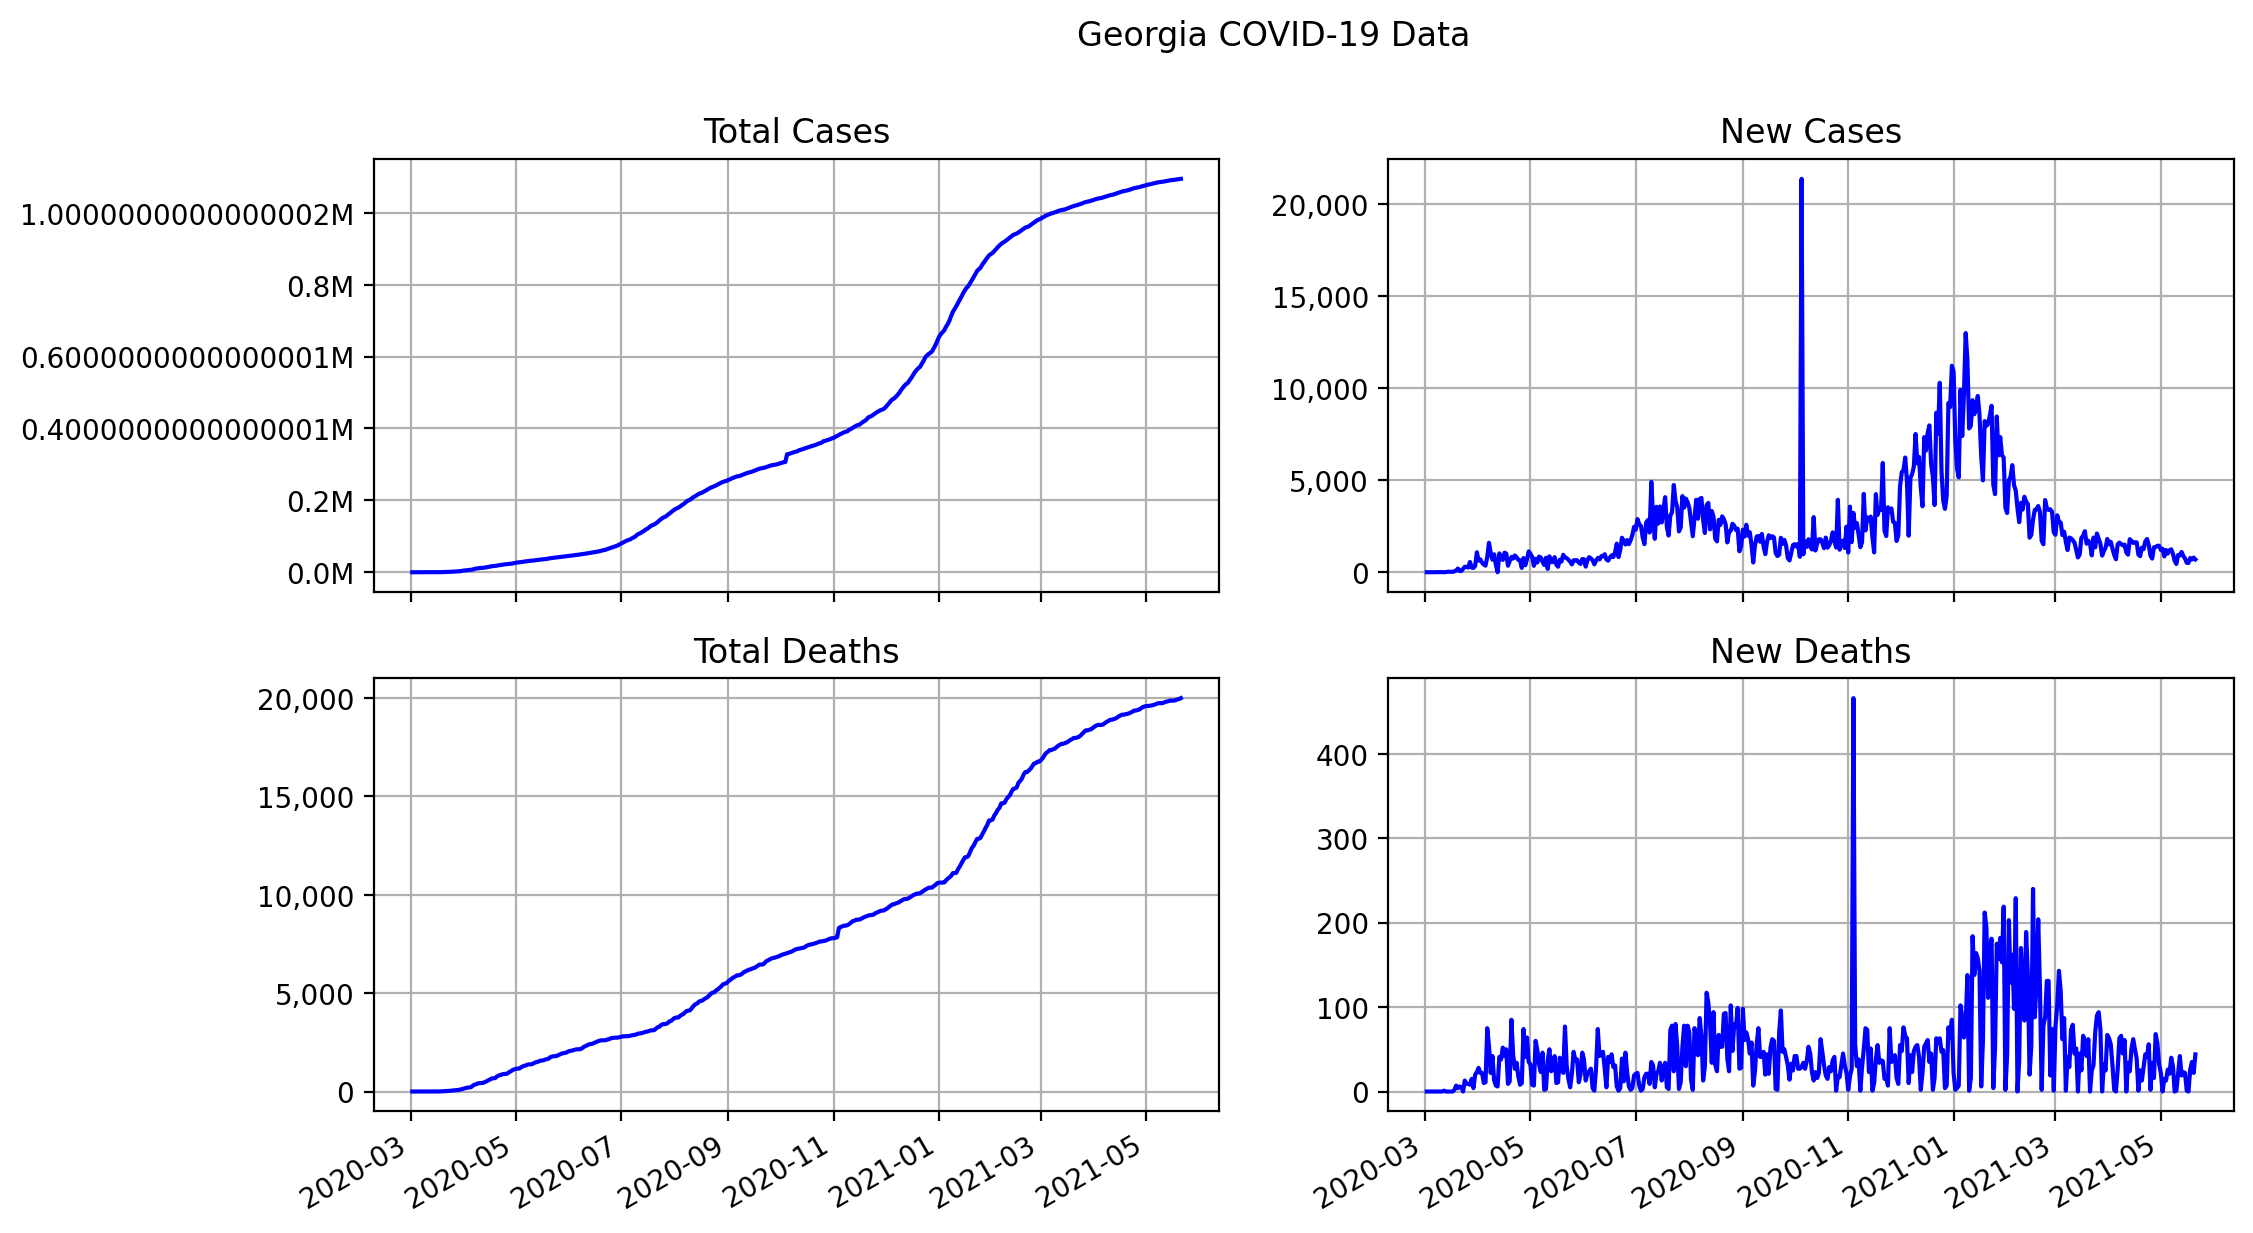 Georgia COVID-19 Data
Total Cases
1.0000000000000002M
0.8M
0.6000000000000001M
0.4000000000000001M
0.2M
0.0M
New Cases
20,000
15,000
10,000
5,000
0
Total Deaths
20,000
15,000
10,000
5,000
0
2020-03
2020-05
2020-07
2020-09
2020-11
2021-01
2021-03
2021-05
New Deaths
400
300
200
100
0
2020-03
2020-05
2020-07
2020-09
2020-11
2021-01
2021-03
2021-05